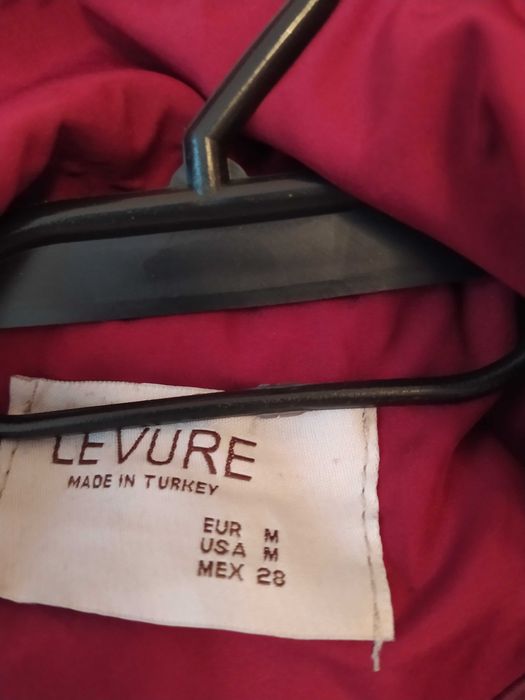 LEVURE
MADE IN TURKEY
EUR M
USA M
MEX 28